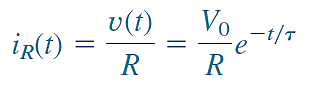 i_R(t) = v(t)/R = V_0/R e^{-t/τ}